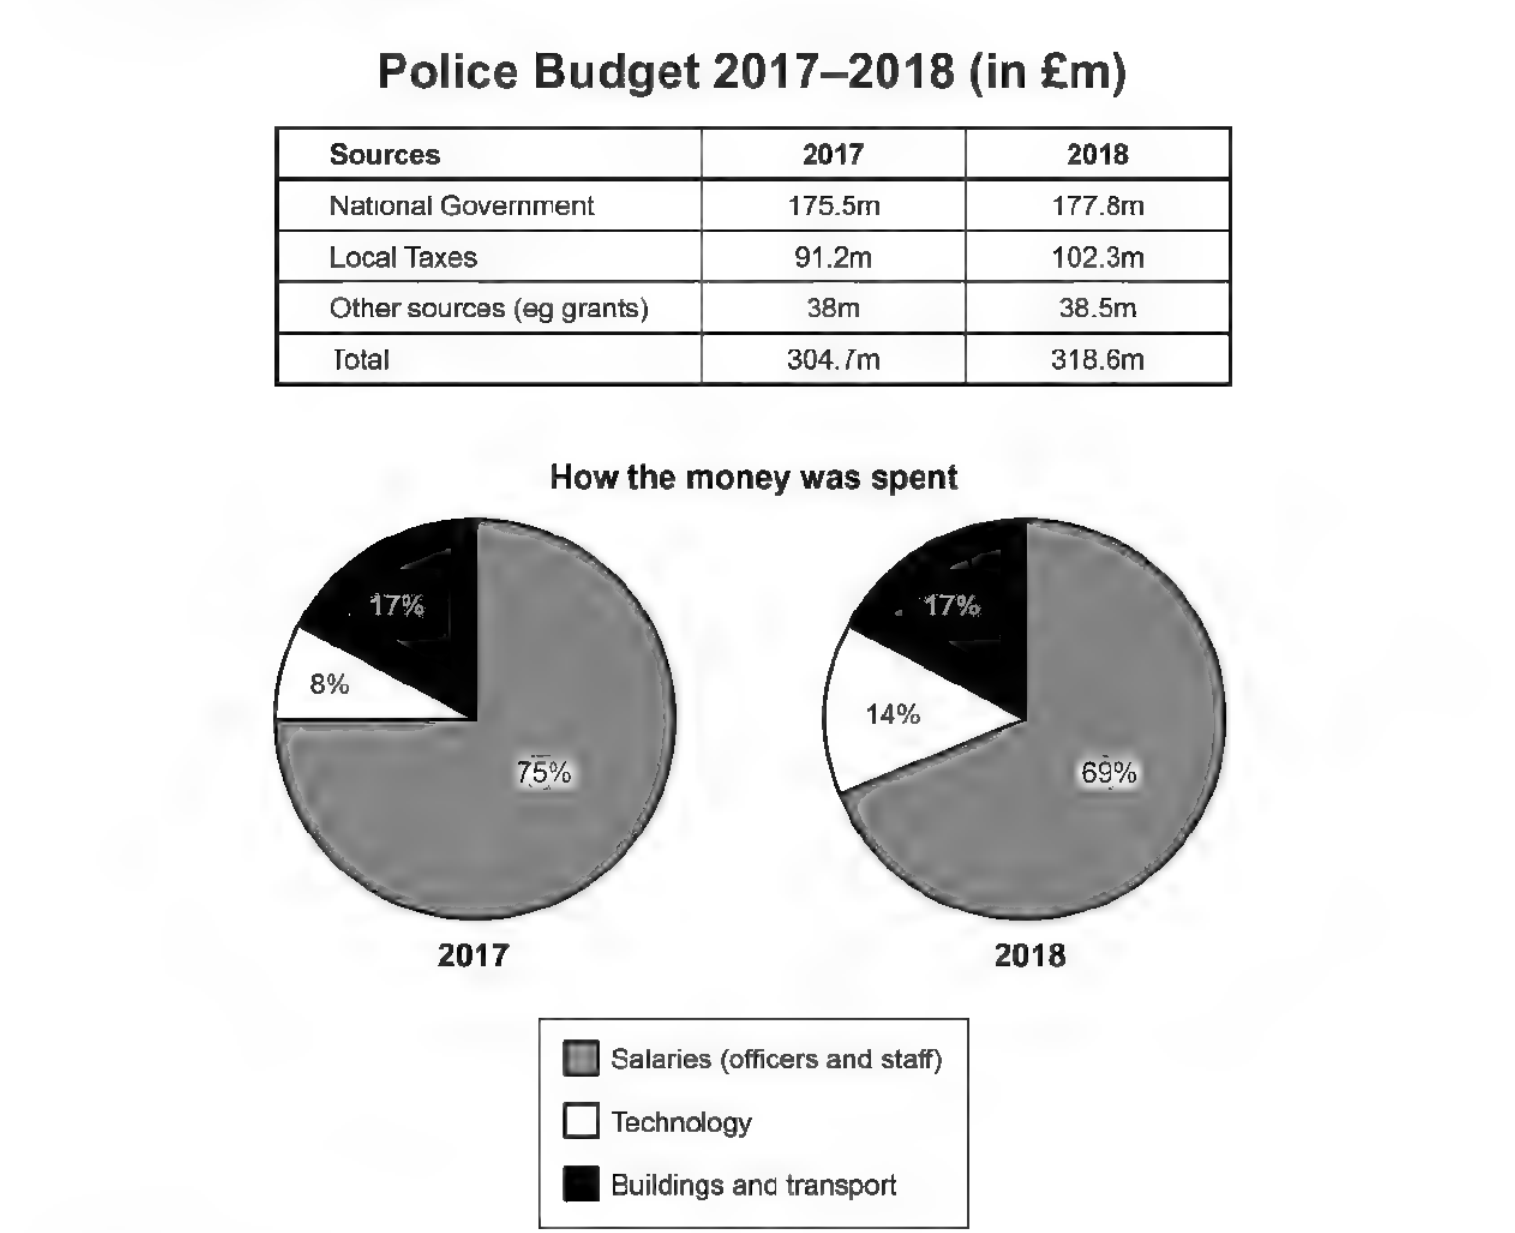 Police Budget 2017–2018 (in £m)
Sources 2017 2018
National Government 175.5m 177.8m
Local Taxes 91.2m 102.3m
Other sources (eg grants) 38m 38.5m
Total 304.7m 318.6m
How the money was spent
17% 17%
8% 14%
75% 69%
2017 2018
Salaries (officers and staff)
Technology
Buildings and transport